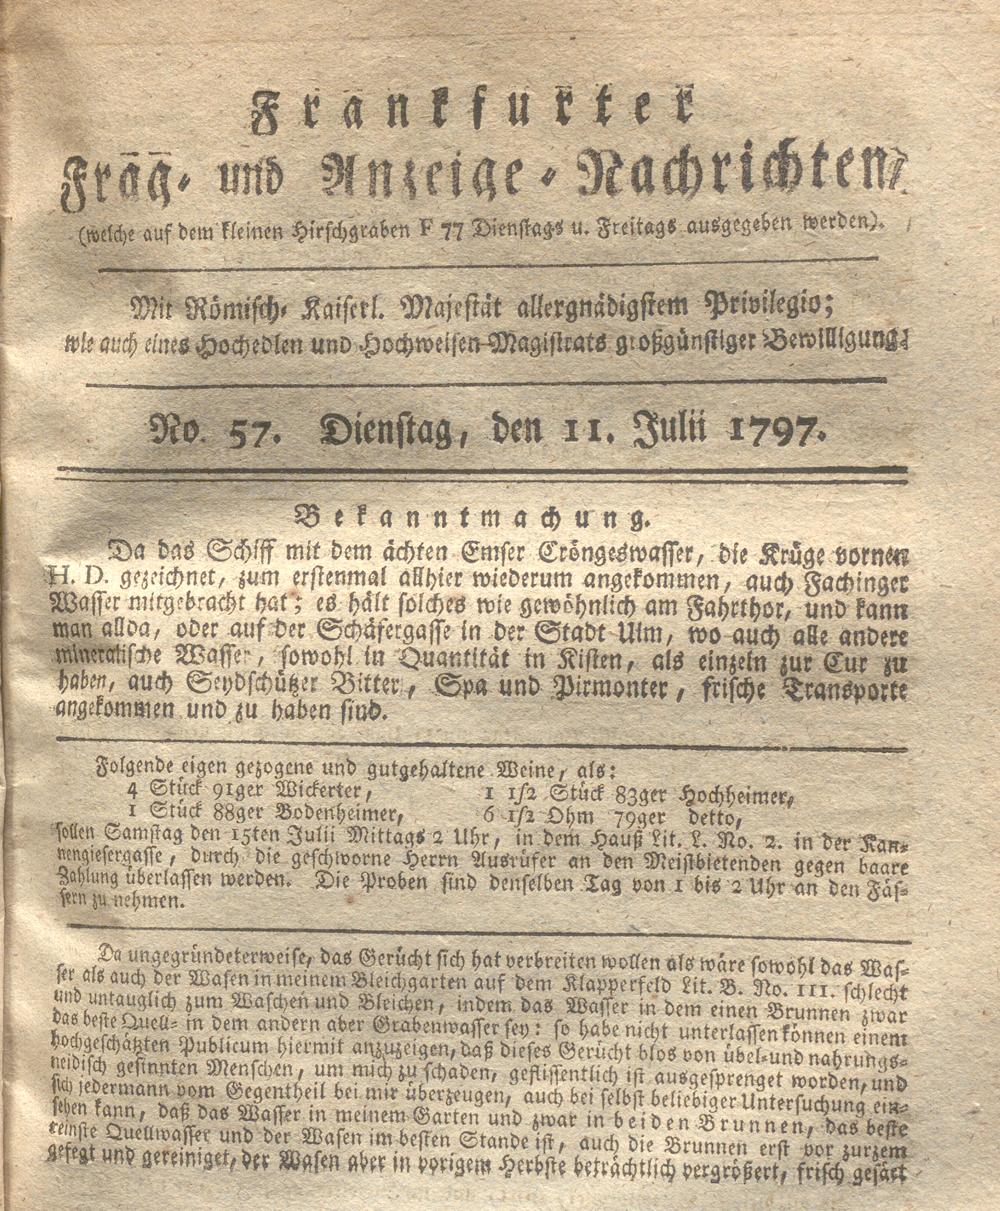 Frankfurter
Frag- und Anzeige-Nachrichten,
(welche auf dem kleinen Hirschgraben F 77 Dienstags u. Freitags ausgegeben werden).
Mit Römisch-Kaiserl. Majestät allergnädigstem Privilegio;
wie auch eines Hochedlen und Hochweisen Magistrats großgünstiger Bewilligung.
No. 57. Dienstag, den 11. Julii 1797.
Bekanntmachung.
Da das Schiff mit dem ächten Emser Cröngeswasser, die Krüge vornen
H. D. gezeichnet, zum erstenmal allhier wiederum angekommen, auch Fachinger
Wasser mitgebracht hat; es hält solches wie gewöhnlich am Fahrthor, und kann
man allda, oder auf der Schäfergasse in der Stadt Ulm, wo auch alle andere
mineralische Wasser, sowohl in Quantität in Kisten, als einzeln zur Cur zu
haben, auch Seydschützer Bitter, Spa und Pirmonter, frische Transporte
angekommen und zu haben sind.
Folgende eigen gezogene und gutgehaltene Weine, als:
4 Stück 91ger Wickerter, 1 1/2 Stück 83ger Hochheimer,
1 Stück 88ger Bodenheimer, 6 1/2 Ohm 79ger detto,
sollen Samstag den 15ten Julii Mittags 2 Uhr, in dem Hauß Lit. L. No. 2. in der Kan-
nengiesergasse, durch die geschworne Herrn Ausrüfer an den Meistbietenden gegen baare
Zahlung überlassen werden. Die Proben sind denselben Tag von 1 bis 2 Uhr an den Fäs-
sern zu nehmen.
Da ungegründeterweise, das Gerücht sich hat verbreiten wollen als wäre sowohl das Was-
ser als auch der Wasen in meinem Bleichgarten auf dem Klapperfeld Lit. B. No. 111. schlecht
und untauglich zum Waschen und Bleichen, indem das Wasser in dem einen Brunnen zwar
das beste Quell- in dem andern aber Grabenwasser sey: so habe nicht unterlassen können einem
hochgeschätzten Publicum hiermit anzuzeigen, daß dieses Gerücht blos von übel-und nahrungs-
neidisch gesinnten Menschen, um mich zu schaden, geflissentlich ist ausgesprenget worden, und
sich jedermann vom Gegentheil bei mir überzeugen, auch bei selbst beliebiger Untersuchung ein-
sehen kann, daß das Wasser in meinem Garten und zwar in beiden Brunnen, das beste
reinste Quellwasser und der Wasen im besten Stande ist, auch die Brunnen erst vor zurzem
gefegt und gereiniget, der Wasen aber in vorigem Herbste beträchtlich vergrößert, frisch gesäet